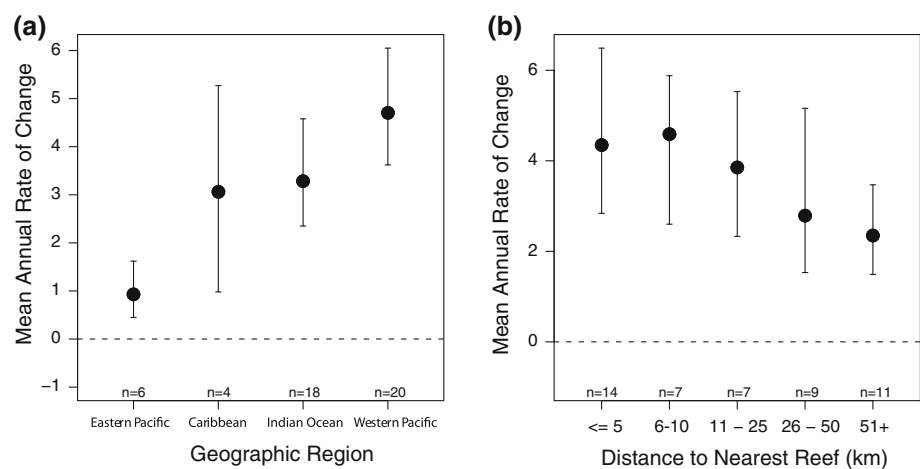 (a)
Mean Annual Rate of Change
6
5
4
3
2
1
0
−1
n=6 n=4 n=18 n=20
Eastern Pacific Caribbean Indian Ocean Western Pacific
Geographic Region
(b)
Mean Annual Rate of Change
6
4
2
0
n=14 n=7 n=7 n=9 n=11
<= 5 6-10 11 − 25 26 − 50 51+
Distance to Nearest Reef (km)